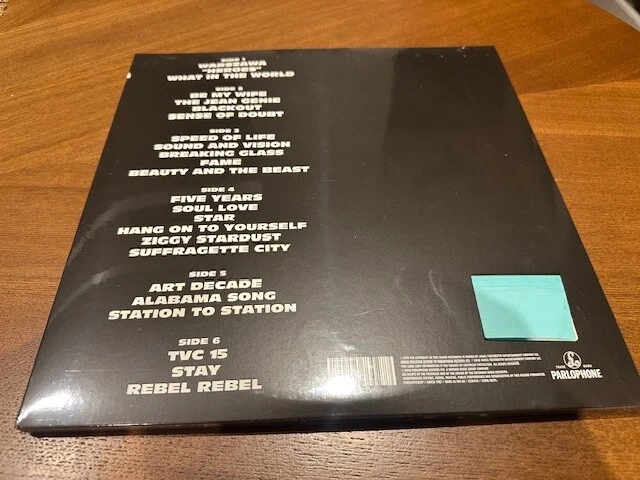 SIDE 1
WARSZAWA
"HEROES"
WHAT IN THE WORLD
SIDE 2
BE MY WIFE
THE JEAN GENIE
BLACKOUT
SENSE OF DOUBT
SIDE 3
SPEED OF LIFE
SOUND AND VISION
BREAKING GLASS
FAME
BEAUTY AND THE BEAST
SIDE 4
FIVE YEARS
SOUL LOVE
STAR
HANG ON TO YOURSELF
ZIGGY STARDUST
SUFFRAGETTE CITY
SIDE 5
ART DECADE
ALABAMA SONG
STATION TO STATION
SIDE 6
TVC 15
STAY
REBEL REBEL
PARLOPHONE